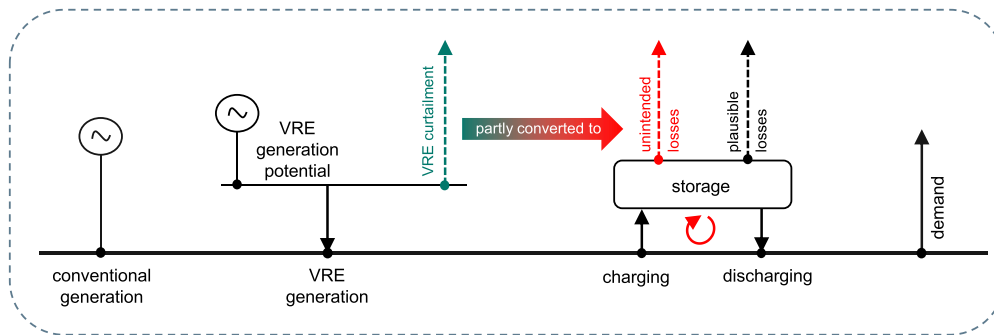 conventional
generation
VRE
generation
potential
VRE
generation
VRE curtailment
partly converted to
unintended
losses
plausible
losses
storage
charging
discharging
demand